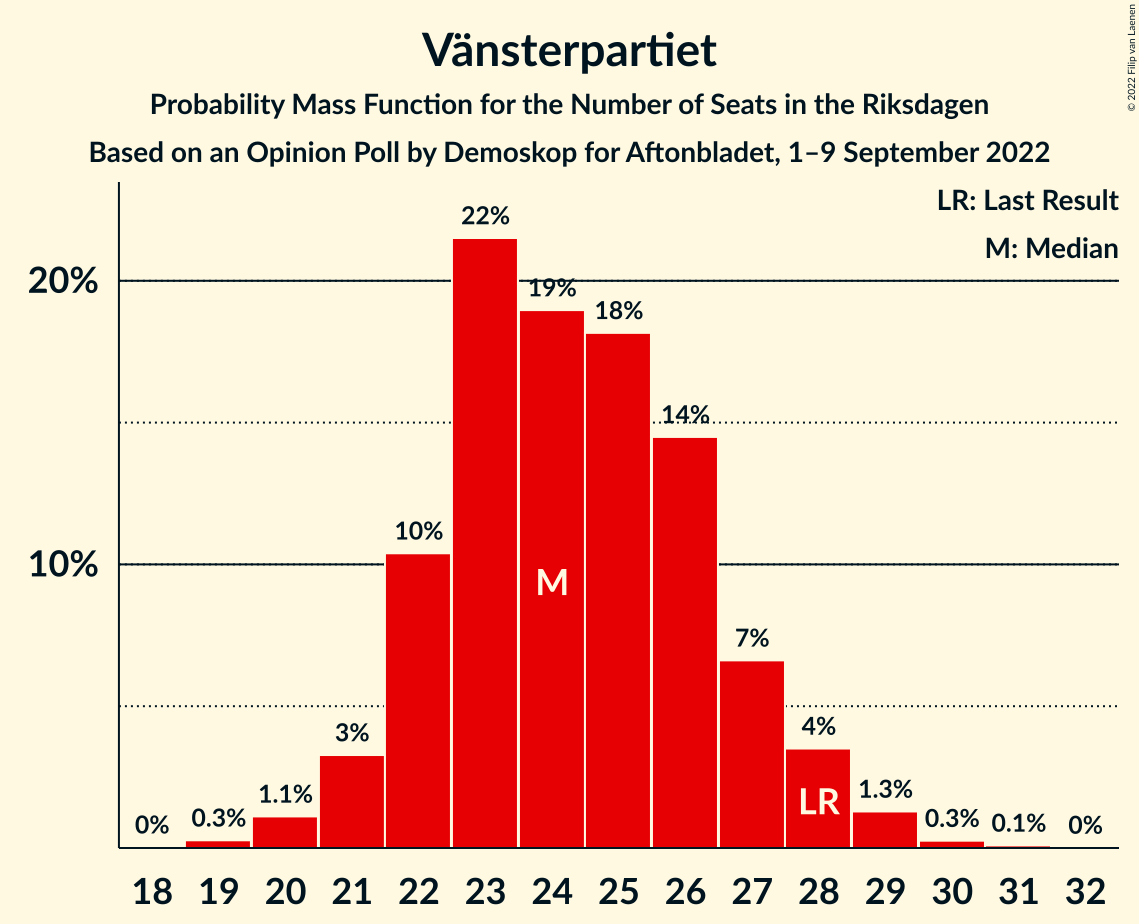 Vänsterpartiet
Probability Mass Function for the Number of Seats in the Riksdagen
Based on an Opinion Poll by Demoskop for Aftonbladet, 1–9 September 2022
© 2022 Filip van Laenen
LR: Last Result
M: Median
20%
10%
0%
0.3%
1.1%
3%
10%
22%
19%
18%
14%
7%
4%
1.3%
0.3%
0.1%
0%
M
LR
18 19 20 21 22 23 24 25 26 27 28 29 30 31 32